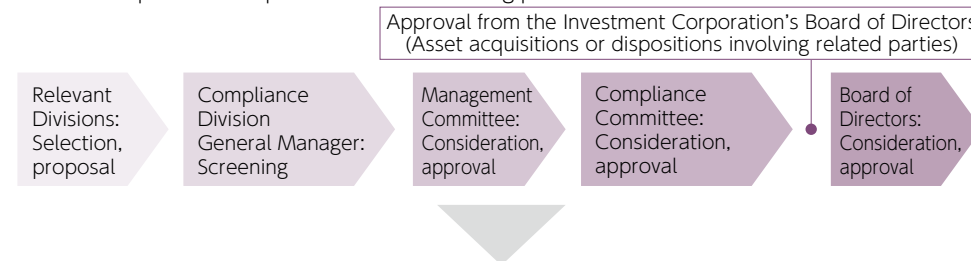 Approval from the Investment Corporation's Board of Directors
(Asset acquisitions or dispositions involving related parties)
Relevant
Divisions:
Selection,
proposal
Compliance
Division
General Manager:
Screening
Management
Committee:
Consideration,
approval
Compliance
Committee:
Consideration,
approval
Board of
Directors:
Consideration,
approval